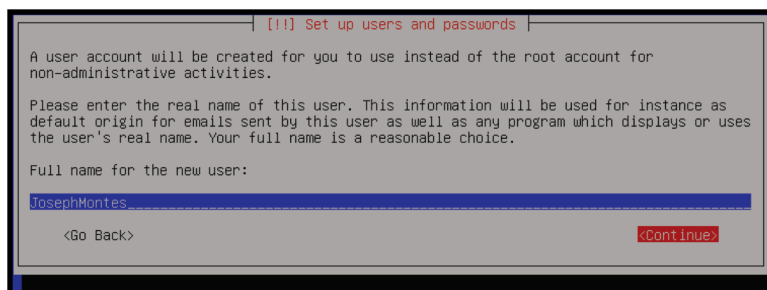 [!!] Set up users and passwords
A user account will be created for you to use instead of the root account for
non-administrative activities.
Please enter the real name of this user. This information will be used for instance as
default origin for emails sent by this user as well as any program which displays or uses
the user's real name. Your full name is a reasonable choice.
Full name for the new user:
JosephMontes
<Go Back> <Continue>